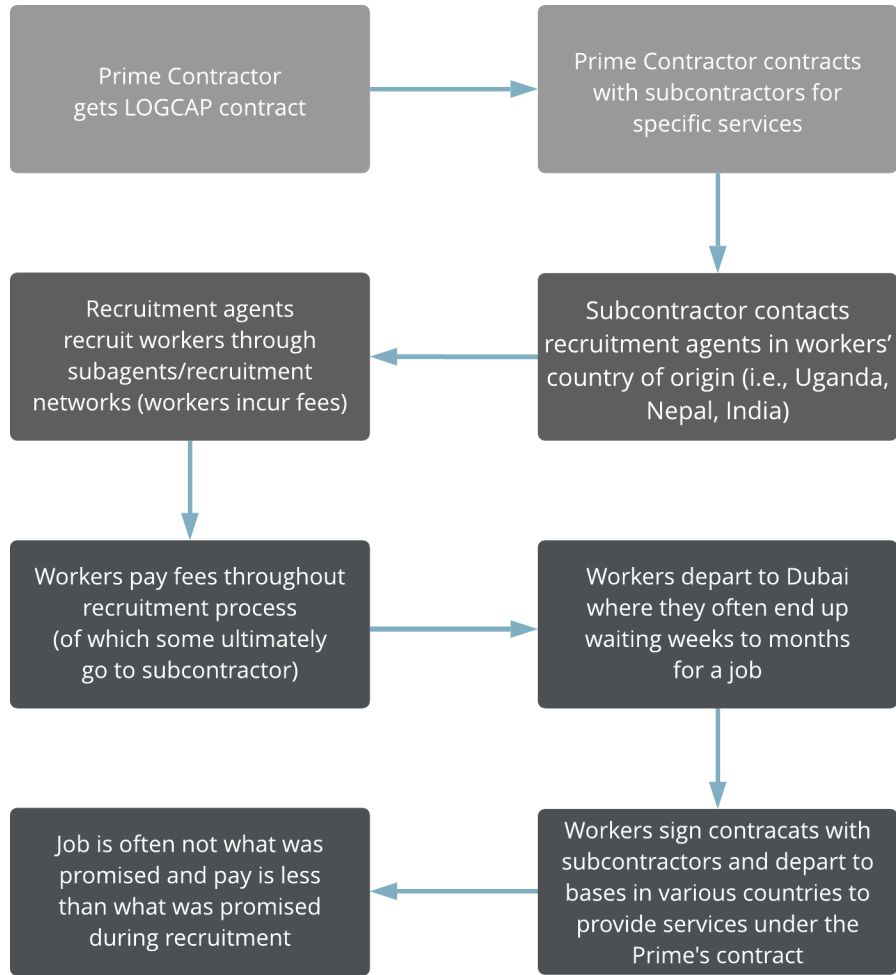 Prime Contractor
gets LOGCAP contract
Prime Contractor contracts
with subcontractors for
specific services
Subcontractor contacts
recruitment agents in workers’
country of origin (i.e., Uganda,
Nepal, India)
Recruitment agents
recruit workers through
subagents/recruitment
networks (workers incur fees)
Workers pay fees throughout
recruitment process
(of which some ultimately
go to subcontractor)
Workers depart to Dubai
where they often end up
waiting weeks to months
for a job
Workers sign contracats with
subcontractors and depart to
bases in various countries to
provide services under the
Prime's contract
Job is often not what was
promised and pay is less
than what was promised
during recruitment